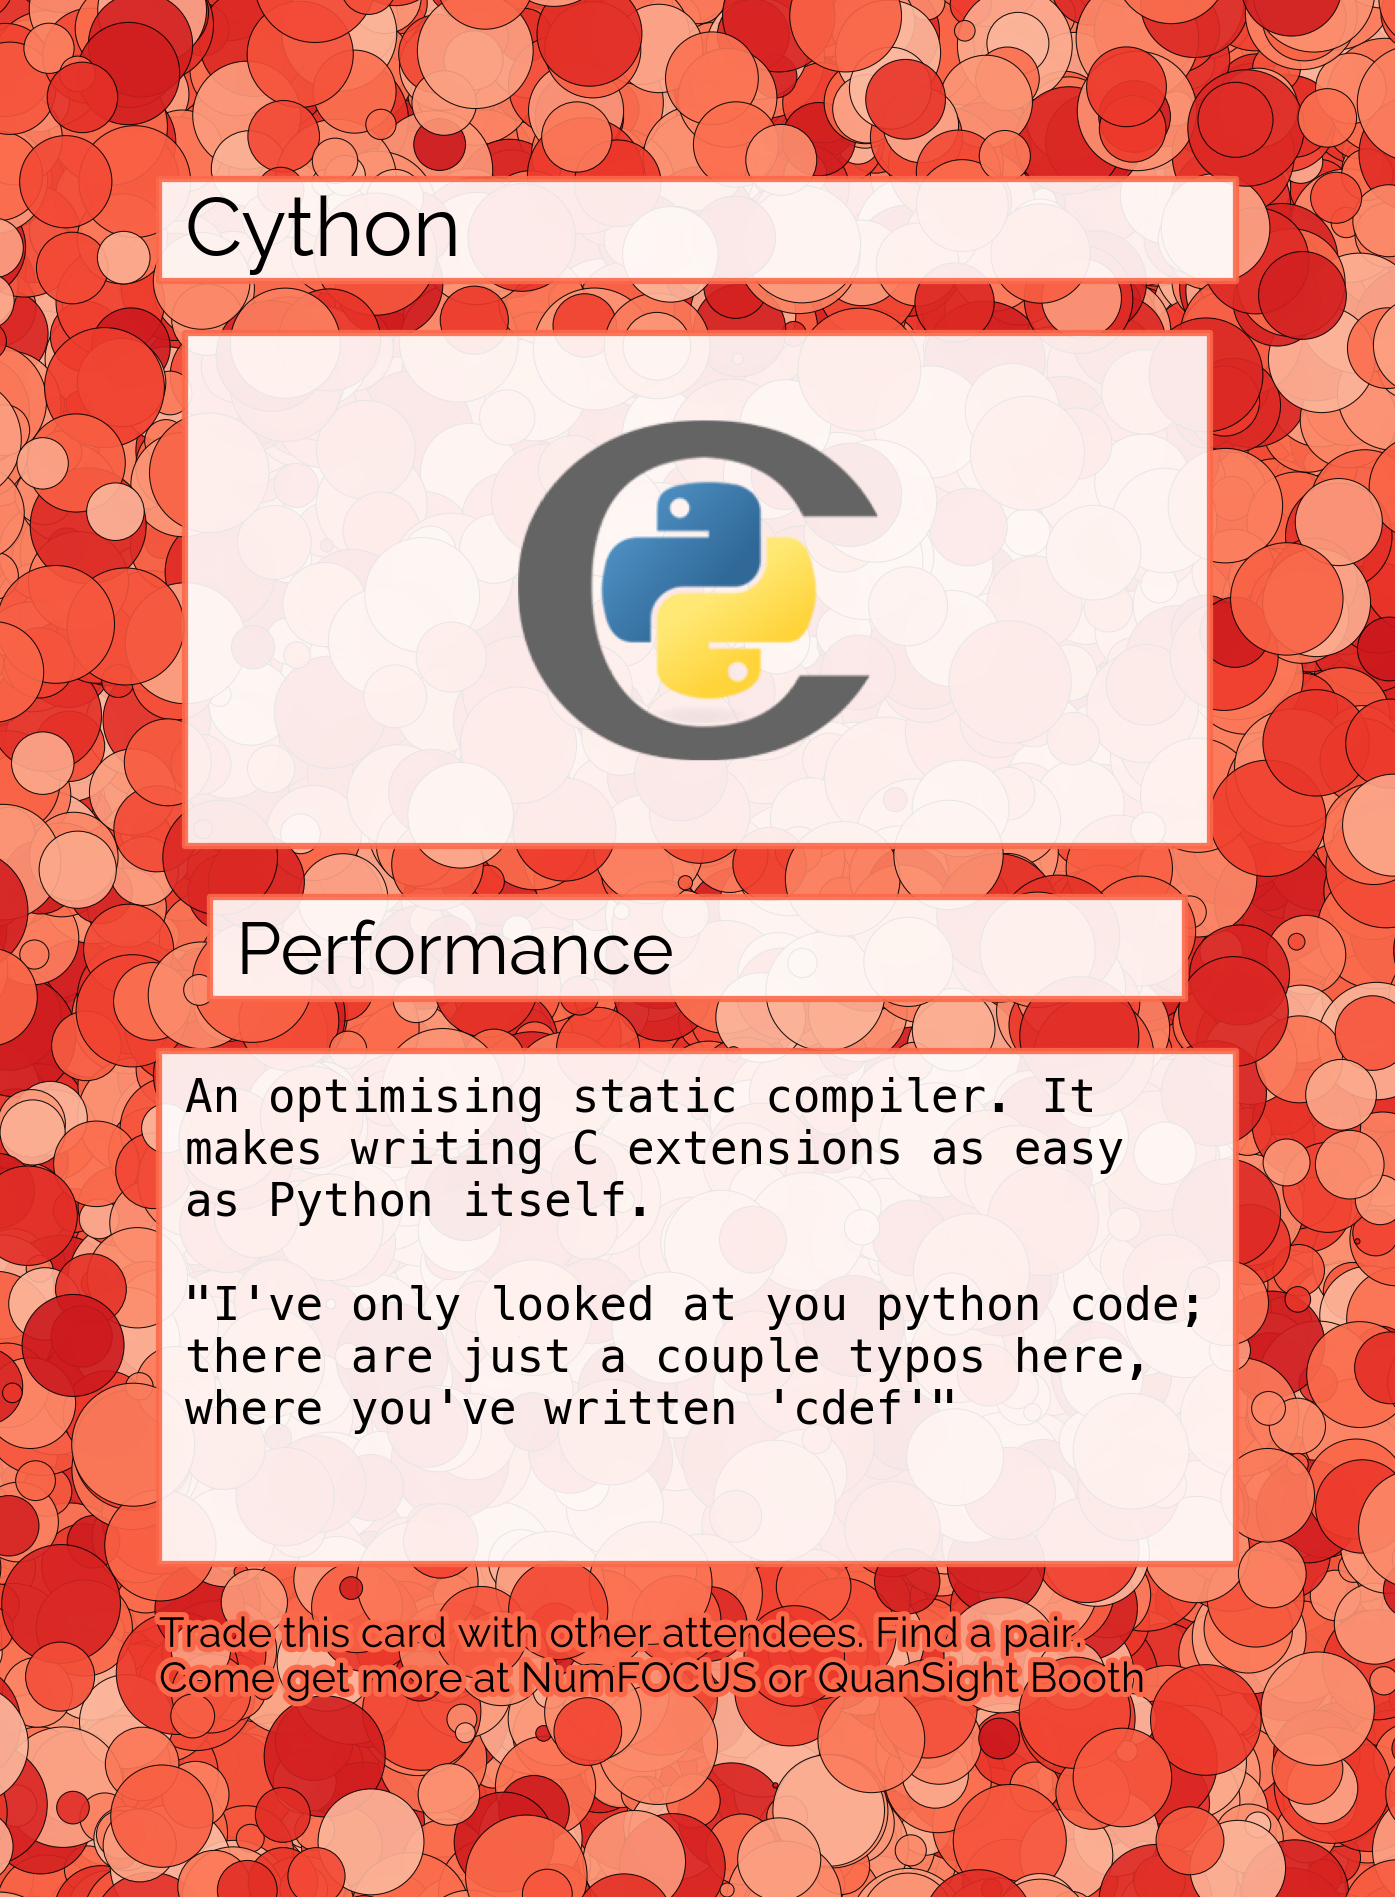 Cython
C
Performance
An optimising static compiler. It
makes writing C extensions as easy
as Python itself.
"I've only looked at you python code;
there are just a couple typos here,
where you've written 'cdef'"
Trade this card with other attendees. Find a pair.
Come get more at NumFOCUS or QuanSight Booth